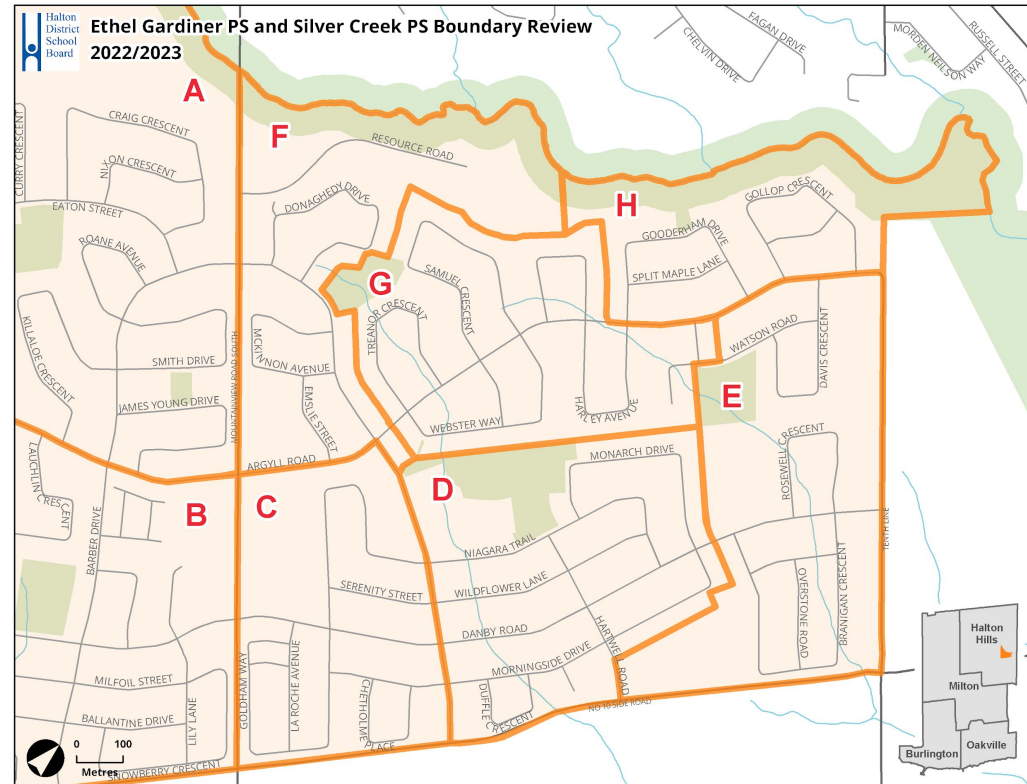 Halton
District
School
Board
Ethel Gardiner PS and Silver Creek PS Boundary Review
2022/2023
FAGAN DRIVE
CHELVIN DRIVE
MORDEN NEILSON WAY
RUSSELL STREET
A
F
H
G
E
D
B
C
CURRY CRESCENT
CRAIG CRESCENT
NIXON CRESCENT
EATON STREET
ROANE AVENUE
RESOURCE ROAD
DONAGHEDY DRIVE
GOLLOP CRESCENT
GOODERHAM DRIVE
SPLIT MAPLE LANE
SAMUEL CRESCENT
TREANOR CRESCENT
KILLALOE CRESCENT
SMITH DRIVE
JAMES YOUNG DRIVE
MOUNTAINVIEW ROAD SOUTH
MCKINNON AVENUE
EMSLIE STREET
WATSON ROAD
DAVIS CRESCENT
HARLEY AVENUE
WEBSTER WAY
ARGYLL ROAD
MONARCH DRIVE
ROSEWELL CRESCENT
LAUCHLIN CRESCENT
BARBER DRIVE
NIAGARA TRAIL
TENTH LINE
SERENITY STREET
WILDFLOWER LANE
DANBY ROAD
HARTWELL ROAD
OVERSTONE ROAD
BRANIGAN CRESCENT
MORNINGSIDE DRIVE
MILFOIL STREET
BALLANTINE DRIVE
LILY LANE
GOLDHAM WAY
LA ROCHE AVENUE
CHETHOLME PLACE
DUFFLE CRESCENT
NO 10 SIDE ROAD
SNOWBERRY CRESCENT
0 100
Metres
Halton
Hills
Milton
Burlington
Oakville